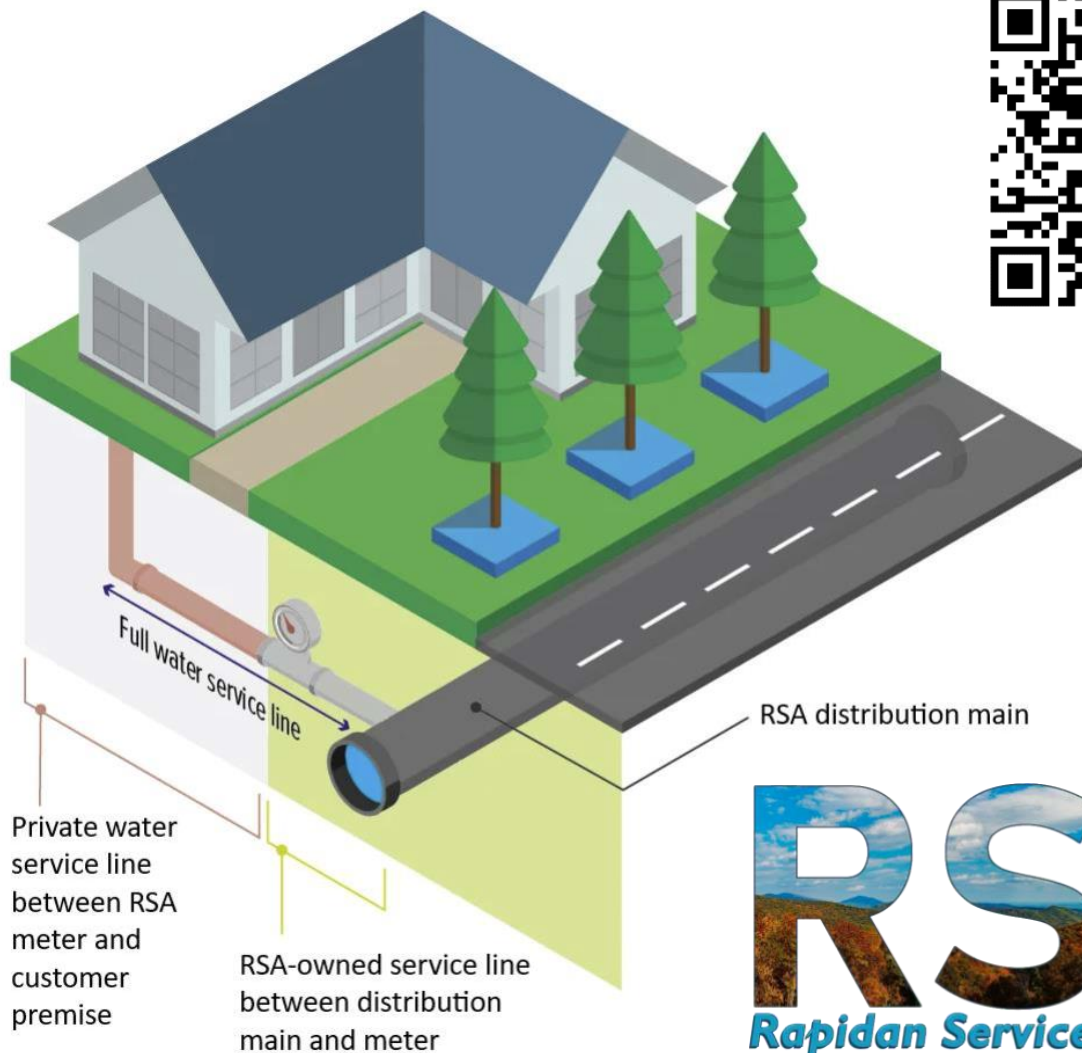 Full water service line
RSA distribution main
Private water
service line
between RSA
meter and
customer
premise
RSA-owned service line
between distribution
main and meter
RS
Rapidan Service